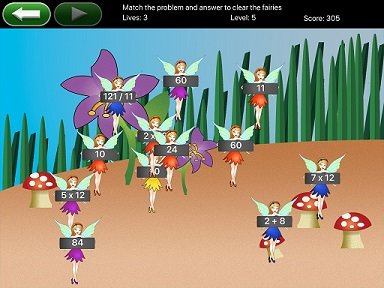 Match the problem and answer to clear the fairies
Lives: 3 Level: 5 Score: 305
60
11
121 / 11
2
10
24
60
0
7 x 12
5 x 12
2 + 8
84